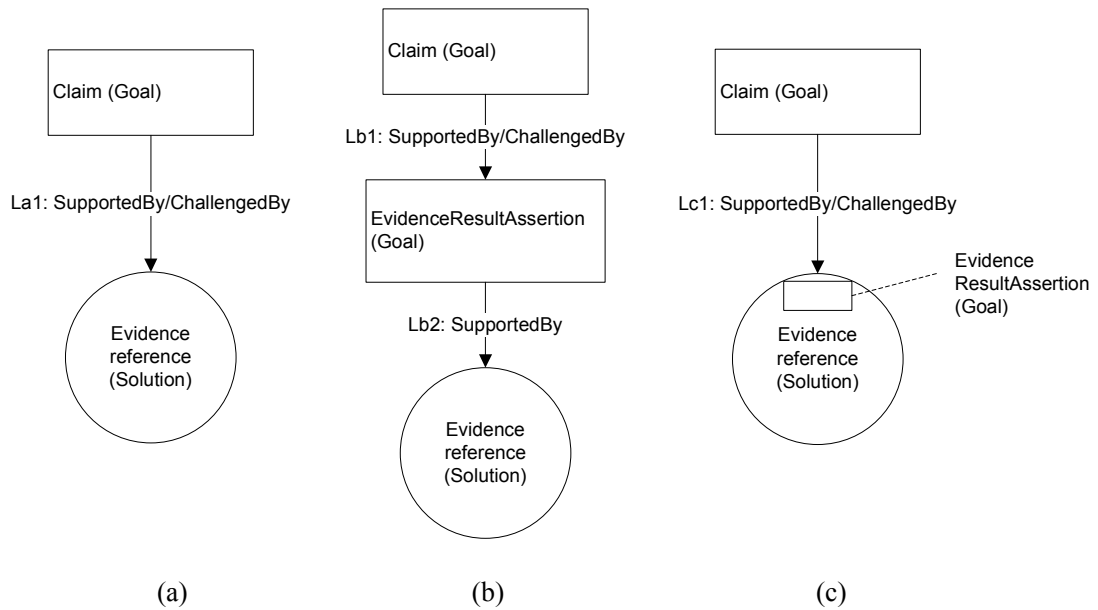 Claim (Goal)
La1: SupportedBy/ChallengedBy
Evidence
reference
(Solution)
(a)
Claim (Goal)
Lb1: SupportedBy/ChallengedBy
EvidenceResultAssertion
(Goal)
Lb2: SupportedBy
Evidence
reference
(Solution)
(b)
Claim (Goal)
Lc1: SupportedBy/ChallengedBy
Evidence
ResultAssertion
(Goal)
Evidence
reference
(Solution)
(c)